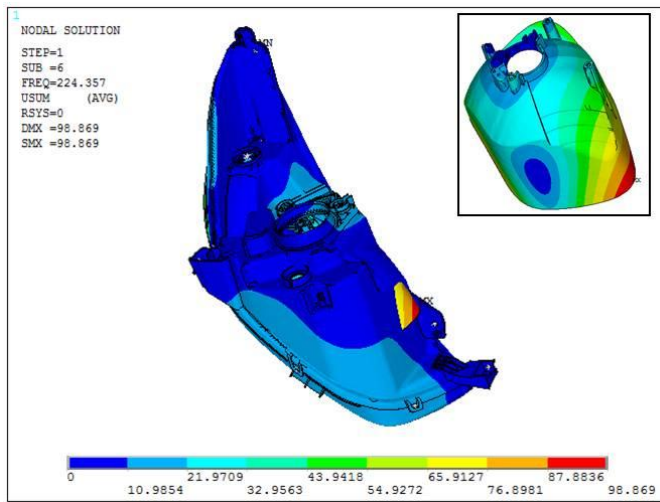 1
NODAL SOLUTION
STEP=1
SUB =6
FREQ=224.357
USUM (AVG)
RSYS=0
DMX =98.869
SMX =98.869
MN
MX
0 21.9709 43.9418 65.9127 87.8836
10.9854 32.9563 54.9272 76.8981 98.869